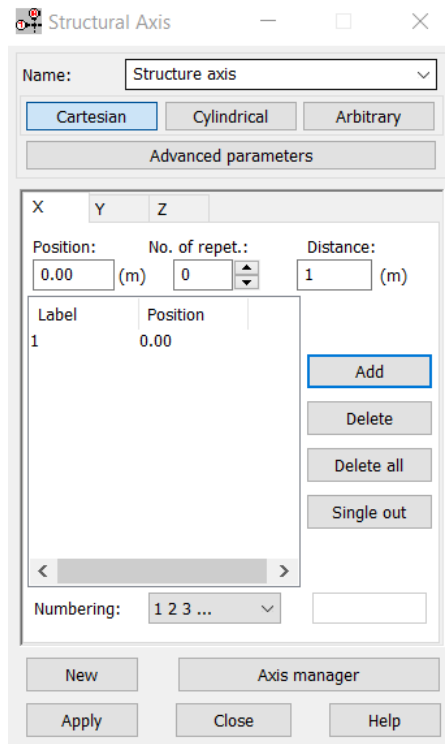 Structural Axis
Name: Structure axis
Cartesian Cylindrical Arbitrary
Advanced parameters
X Y Z
Position: No. of repet.: Distance:
0.00 (m) 0 1 (m)
Label Position
1 0.00
Add
Delete
Delete all
Single out
Numbering: 1 2 3 ...
New Axis manager
Apply Close Help